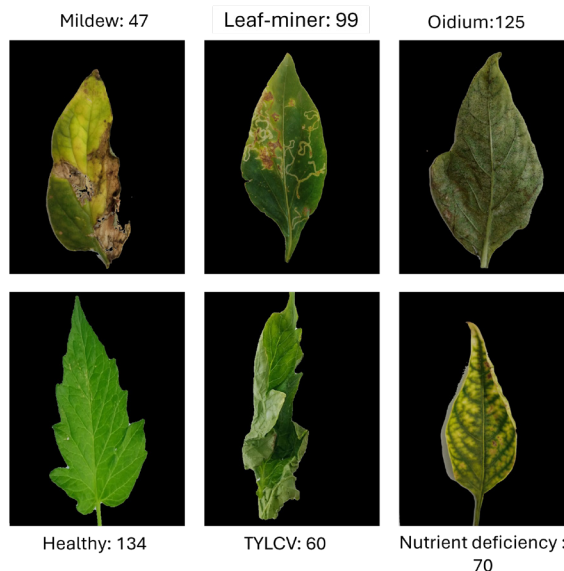 Mildew: 47
Leaf-miner: 99
Oidium:125
Healthy: 134
TYLCV: 60
Nutrient deficiency :
70